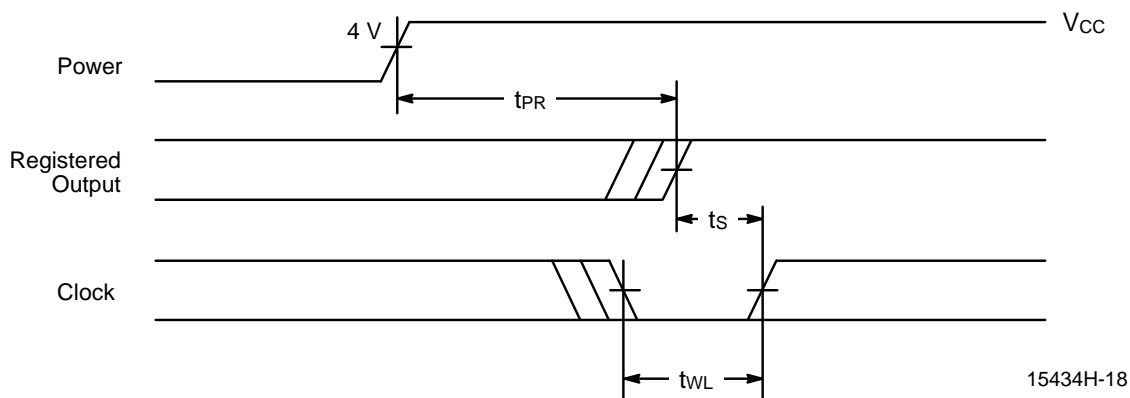 4 V
VCC
Power
tPR
Registered
Output
tS
Clock
tWL
15434H-18